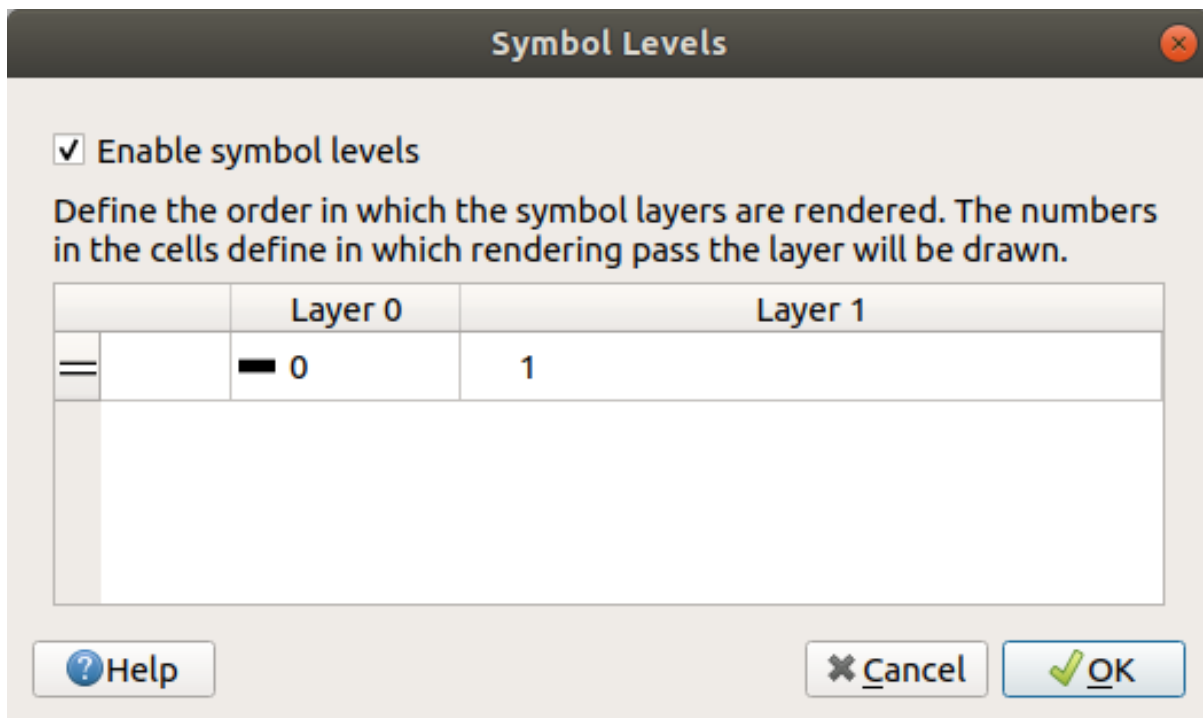 Symbol Levels
Enable symbol levels
Define the order in which the symbol layers are rendered. The numbers
in the cells define in which rendering pass the layer will be drawn.
Layer 0 Layer 1
0 1
Help Cancel OK